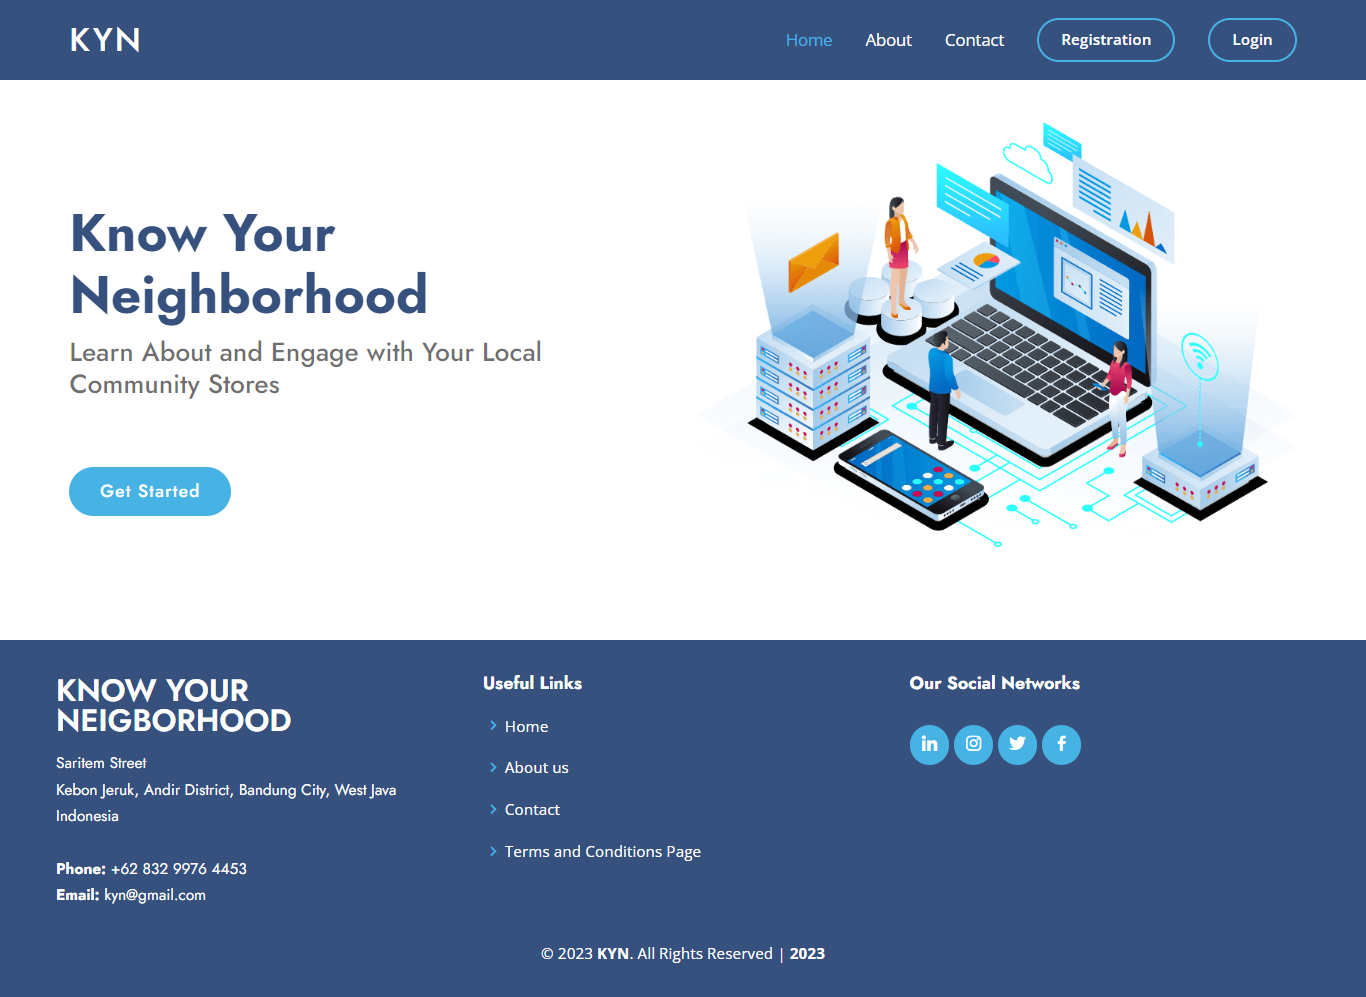 KYN
Home About Contact Registration Login
Know Your
Neighborhood
Learn About and Engage with Your Local
Community Stores
Get Started
KNOW YOUR
NEIGBORHOOD
Saritem Street
Kebon Jeruk, Andir District, Bandung City, West Java
Indonesia
Phone: +62 832 9976 4453
Email: kyn@gmail.com
Useful Links
Home
About us
Contact
Terms and Conditions Page
Our Social Networks
© 2023 KYN. All Rights Reserved | 2023